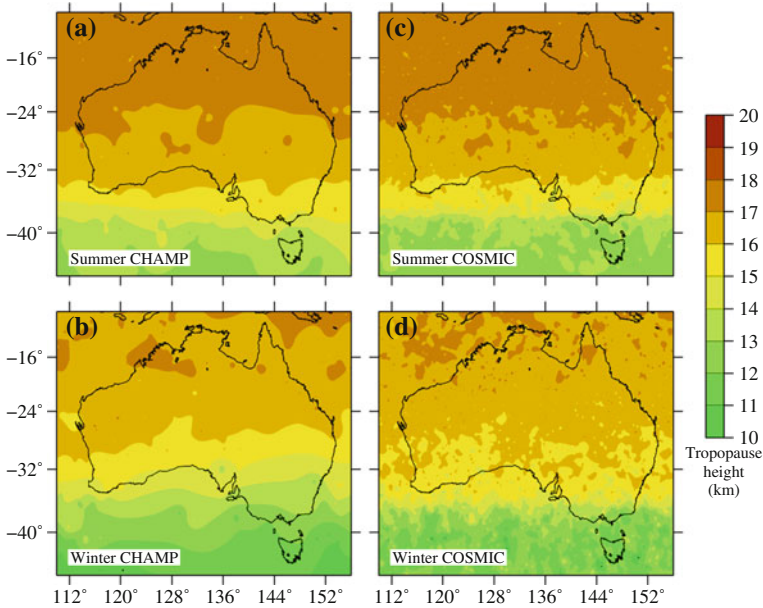 (a)
(c)
−16°
−24°
−32°
−40°
Summer CHAMP
Summer COSMIC
20
19
18
17
16
15
14
13
12
11
10
Tropopause
height
(km)
(b)
(d)
−16°
−24°
−32°
−40°
Winter CHAMP
Winter COSMIC
112° 120° 128° 136° 144° 152°
112° 120° 128° 136° 144° 152°